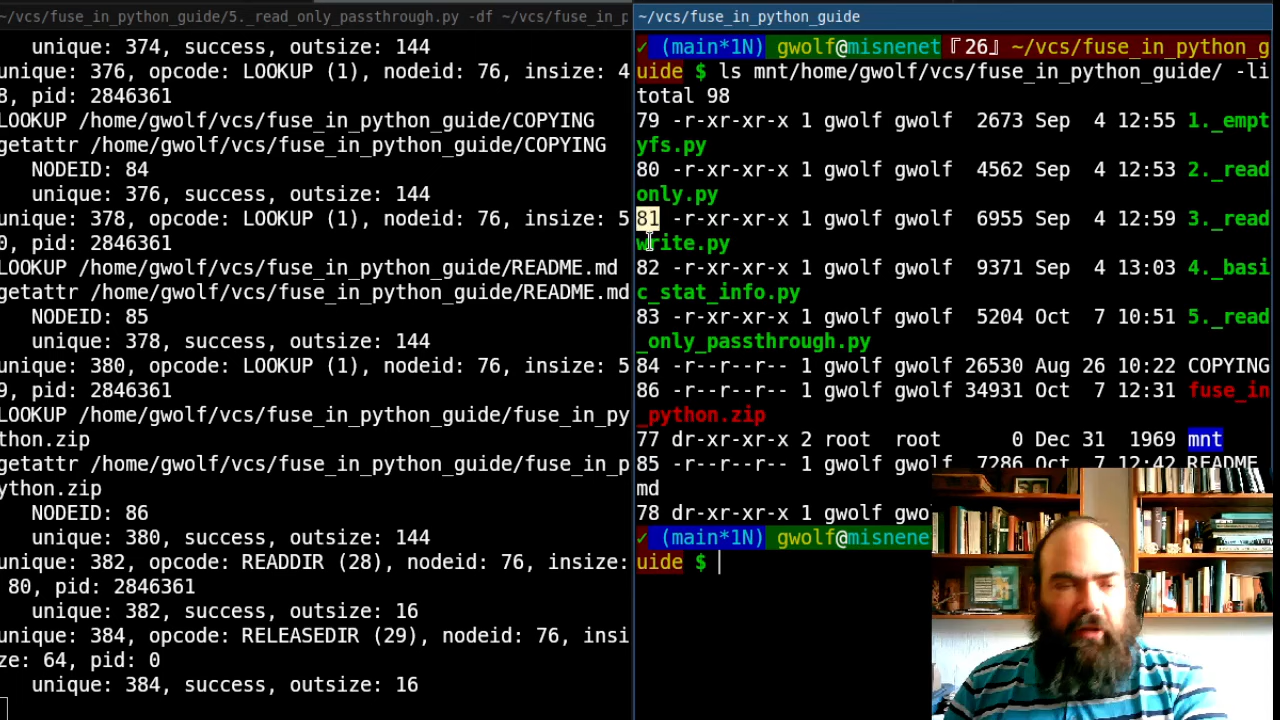 ~/vcs/fuse_in_python_guide/5._read_only_passthrough.py -df ~/vcs/fuse_in_p
unique: 374, success, outsize: 144
unique: 376, opcode: LOOKUP (1), nodeid: 76, insize: 4
8, pid: 2846361
LOOKUP /home/gwolf/vcs/fuse_in_python_guide/COPYING
getattr /home/gwolf/vcs/fuse_in_python_guide/COPYING
NODEID: 84
unique: 376, success, outsize: 144
unique: 378, opcode: LOOKUP (1), nodeid: 76, insize: 5
0, pid: 2846361
LOOKUP /home/gwolf/vcs/fuse_in_python_guide/README.md
getattr /home/gwolf/vcs/fuse_in_python_guide/README.md
NODEID: 85
unique: 378, success, outsize: 144
unique: 380, opcode: LOOKUP (1), nodeid: 76, insize: 5
9, pid: 2846361
LOOKUP /home/gwolf/vcs/fuse_in_python_guide/fuse_in_py
thon.zip
getattr /home/gwolf/vcs/fuse_in_python_guide/fuse_in_p
ython.zip
NODEID: 86
unique: 380, success, outsize: 144
unique: 382, opcode: READDIR (28), nodeid: 76, insize:
80, pid: 2846361
unique: 382, success, outsize: 16
unique: 384, opcode: RELEASEDIR (29), nodeid: 76, insi
ze: 64, pid: 0
unique: 384, success, outsize: 16
~/vcs/fuse_in_python_guide
✓ (main*1N) gwolf@misnenet『26』~/vcs/fuse_in_python_g
uide $ ls mnt/home/gwolf/vcs/fuse_in_python_guide/ -li
total 98
79 -r-xr-xr-x 1 gwolf gwolf 2673 Sep 4 12:55 1._empt
yfs.py
80 -r-xr-xr-x 1 gwolf gwolf 4562 Sep 4 12:53 2._read
only.py
81 -r-xr-xr-x 1 gwolf gwolf 6955 Sep 4 12:59 3._read
write.py
82 -r-xr-xr-x 1 gwolf gwolf 9371 Sep 4 13:03 4._basi
c_stat_info.py
83 -r-xr-xr-x 1 gwolf gwolf 5204 Oct 7 10:51 5._read
_only_passthrough.py
84 -r--r--r-- 1 gwolf gwolf 26530 Aug 26 10:22 COPYING
86 -r--r--r-- 1 gwolf gwolf 34931 Oct 7 12:31 fuse_in
_python.zip
77 dr-xr-xr-x 2 root root 0 Dec 31 1969 mnt
85 -r--r--r-- 1 gwolf gwolf 7286 Oct 7 12:42 README
md
78 dr-xr-xr-x 2 gwolf gwo
✓ (main*1N) gwolf@misnene
uide $